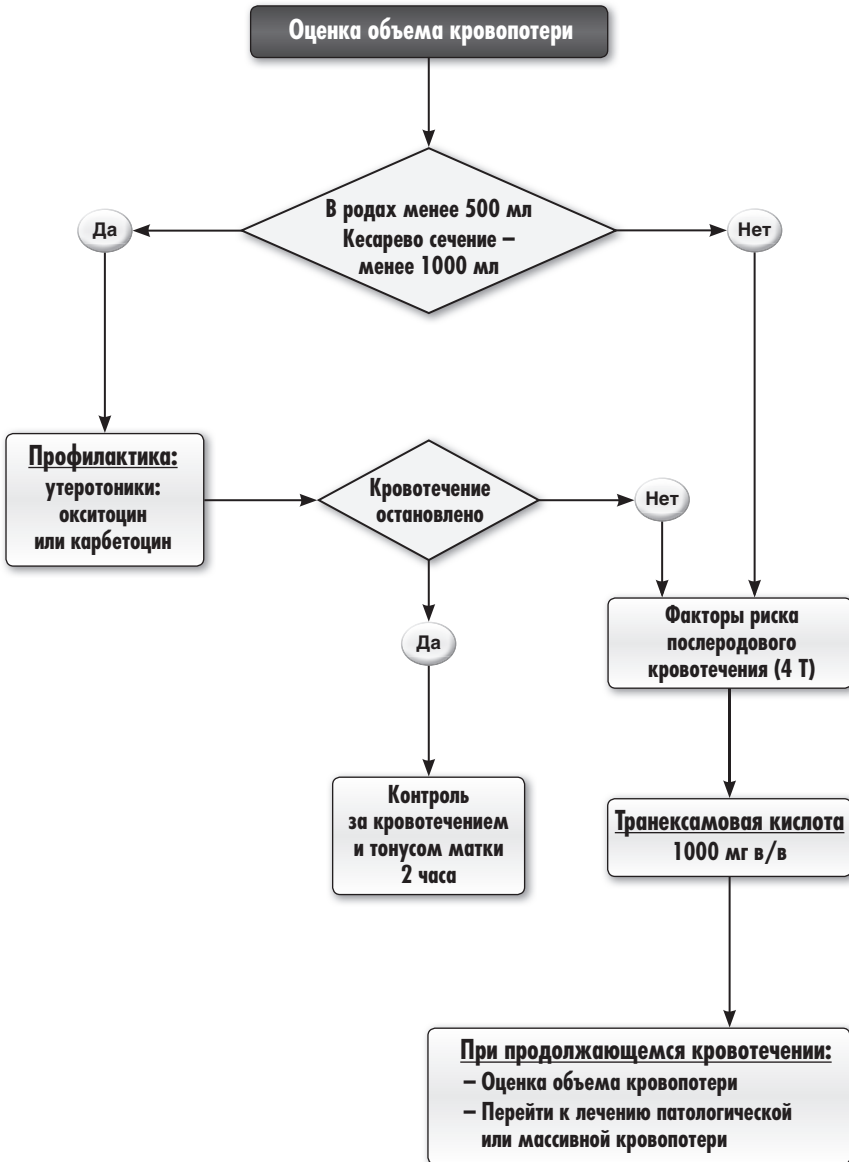 Оценка объема кровопотери
В родах менее 500 мл
Кесарево сечение –
менее 1000 мл
Да
Нет
Профилактика:
утеротоники:
окситоцин
или карбетоцин
Кровотечение
остановлено
Нет
Да
Факторы риска
послеродового
кровотечения (4 Т)
Контроль
за кровотечением
и тонусом матки
2 часа
Транексамовая кислота
1000 мг в/в
При продолжающемся кровотечении:
– Оценка объема кровопотери
– Перейти к лечению патологической
или массивной кровопотери